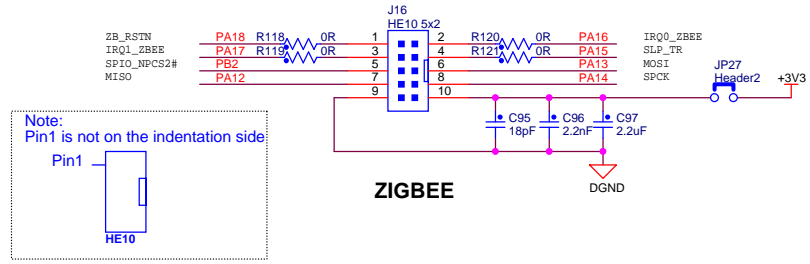 J16
HE10 5x2
ZB_RSTN PA18 R118 0R 1 2 R120 0R PA16 IRQ0_ZBEE
IRQ1_ZBEE PA17 R119 0R 3 4 R121 0R PA15 SLP_TR
SPI0_NPCS2# PB2 5 6 PA13 MOSI
MISO PA12 7 8 PA14 SPCK
9 10
JP27
Header2
+3V3
C95
18pF
C96
2.2nF
C97
2.2uF
DGND
ZIGBEE
Note:
Pin1 is not on the indentation side
Pin1
HE10